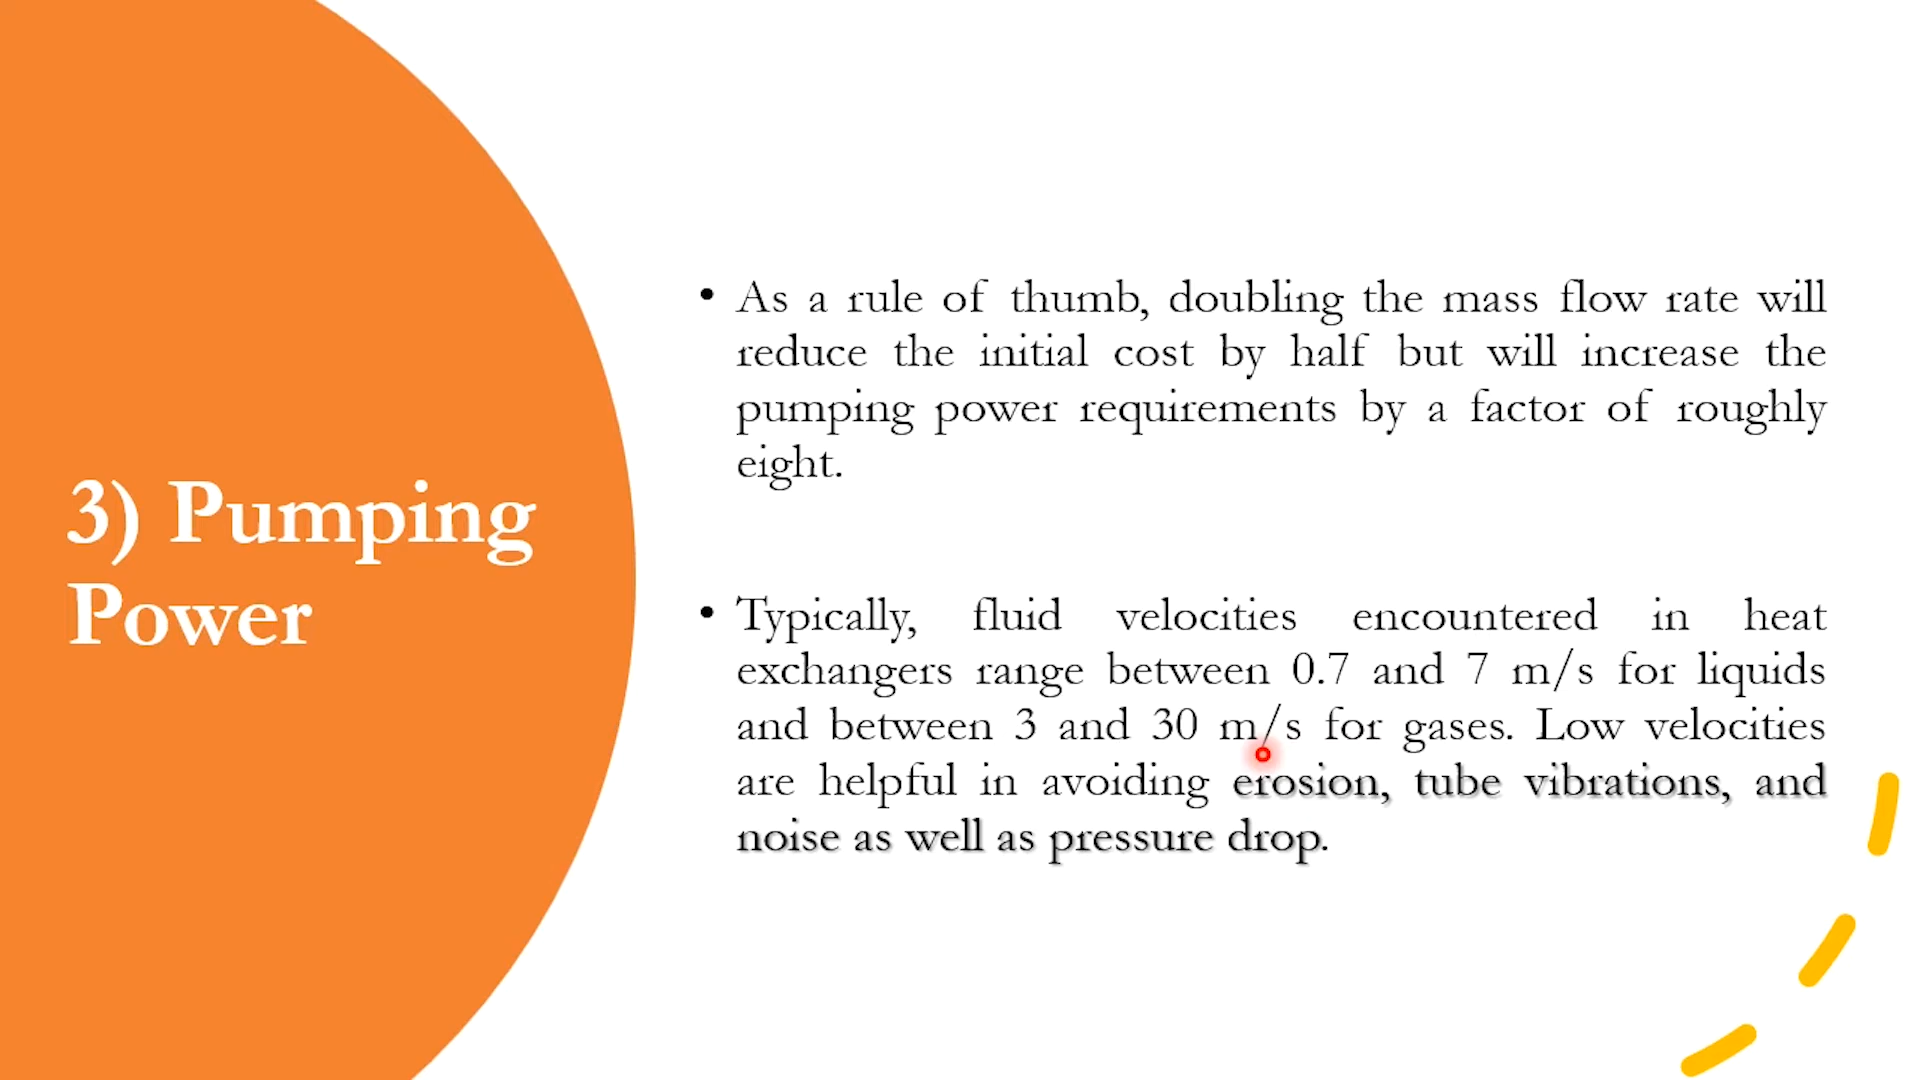 3) Pumping
Power
• As a rule of thumb, doubling the mass flow rate will
reduce the initial cost by half but will increase the
pumping power requirements by a factor of roughly
eight.
• Typically, fluid velocities encountered in heat
exchangers range between 0.7 and 7 m/s for liquids
and between 3 and 30 m/s for gases. Low velocities
are helpful in avoiding erosion, tube vibrations, and
noise as well as pressure drop.